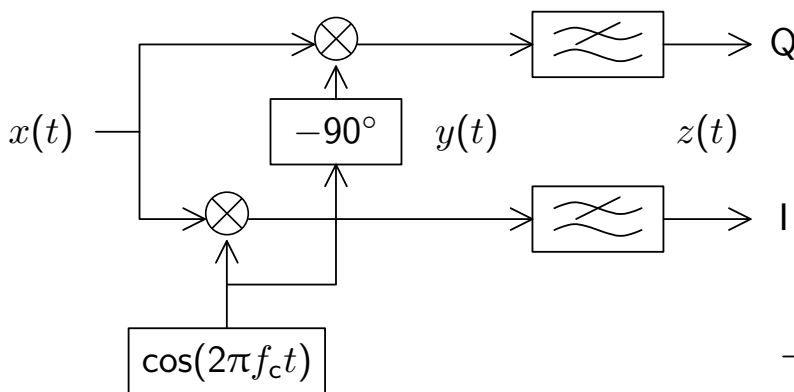 Q
x(t)
−90°
y(t)
z(t)
I
cos(2πf_c t)